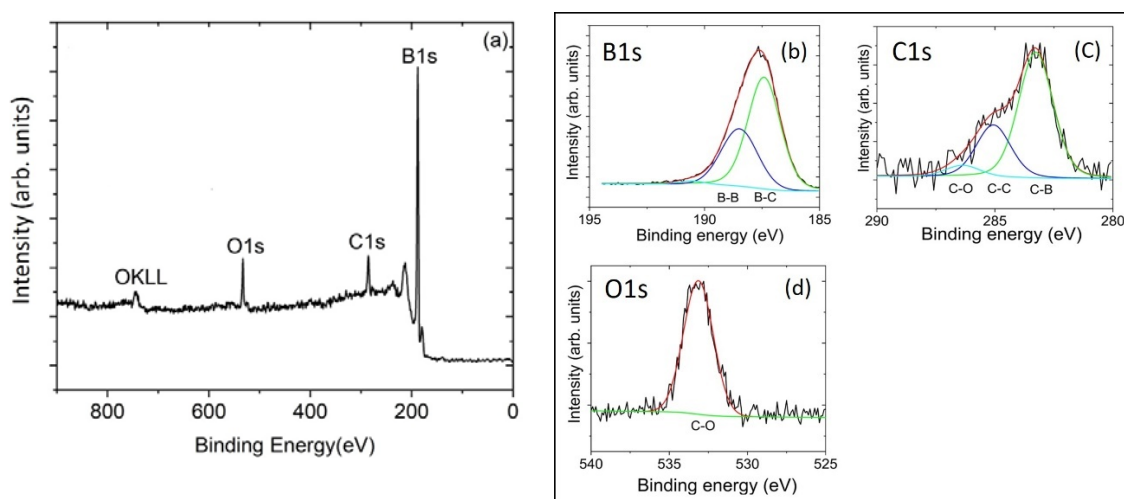 (a)
B1s
O1s
C1s
OKLL
Intensity (arb. units)
800 600 400 200 0
Binding Energy(eV)
B1s (b)
Intensity (arb. units)
B-B B-C
195 190 185
Binding energy (eV)
C1s (C)
Intensity (arb. units)
C-O C-C C-B
290 285 280
Binding energy (eV)
O1s (d)
Intensity (arb. units)
C-O
540 535 530 525
Binding energy (eV)